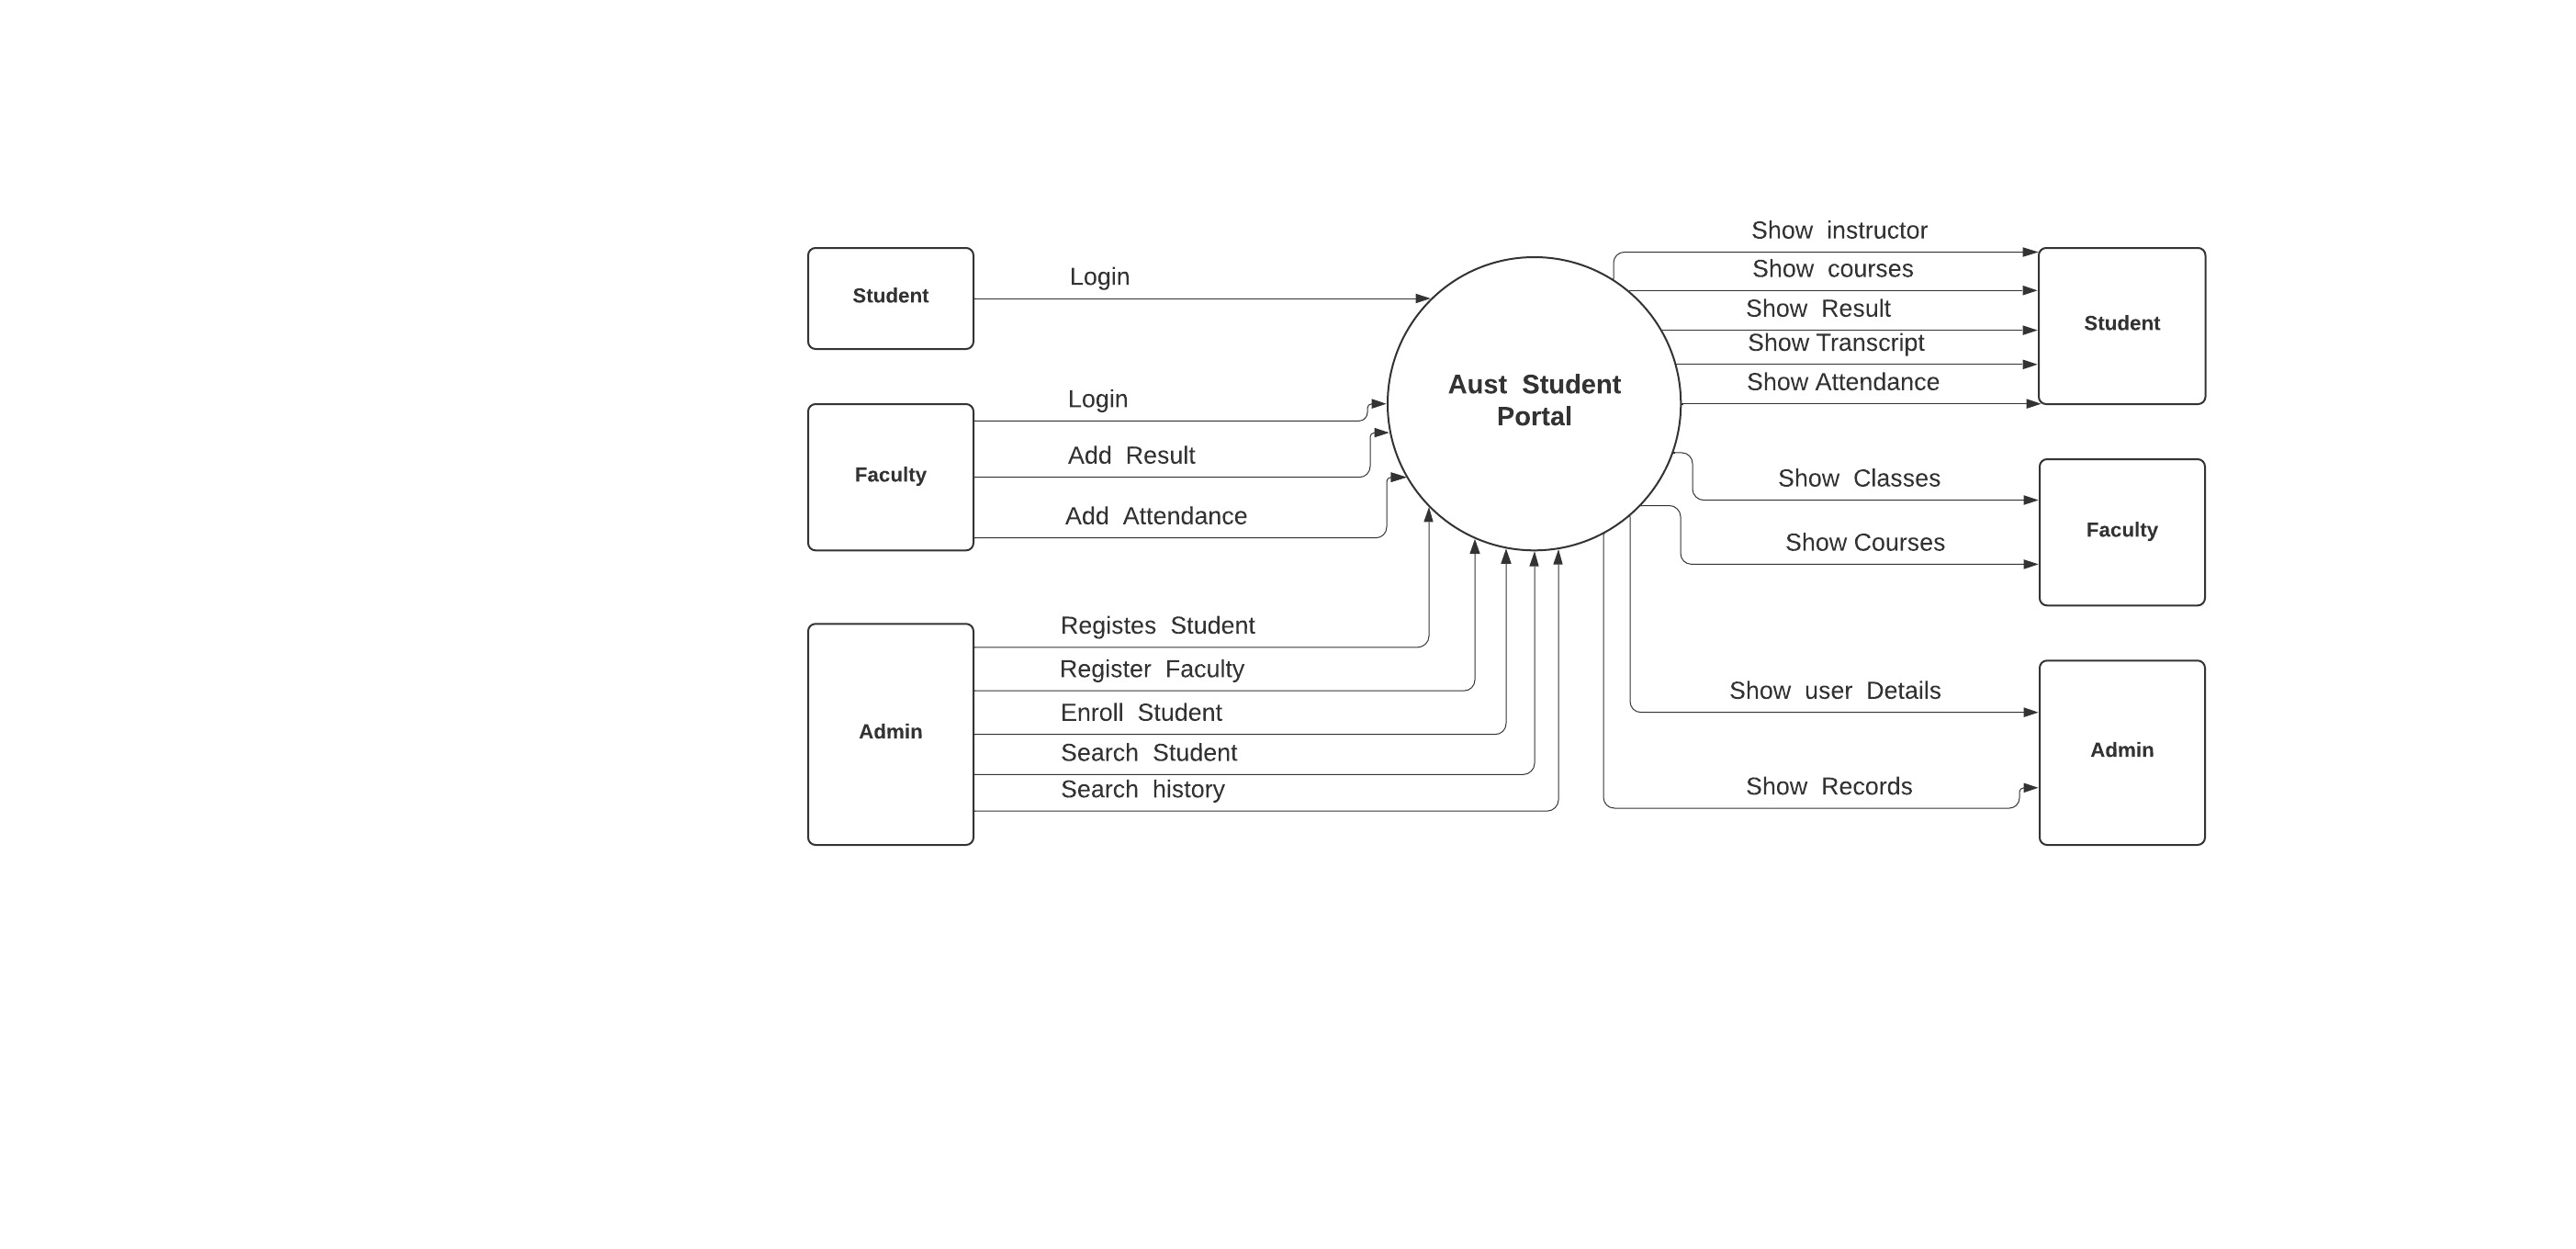 Student
Login
Faculty
Login
Add Result
Add Attendance
Admin
Registes Student
Register Faculty
Enroll Student
Search Student
Search history
Aust Student
Portal
Show instructor
Show courses
Show Result
Show Transcript
Show Attendance
Student
Show Classes
Show Courses
Faculty
Show user Details
Show Records
Admin